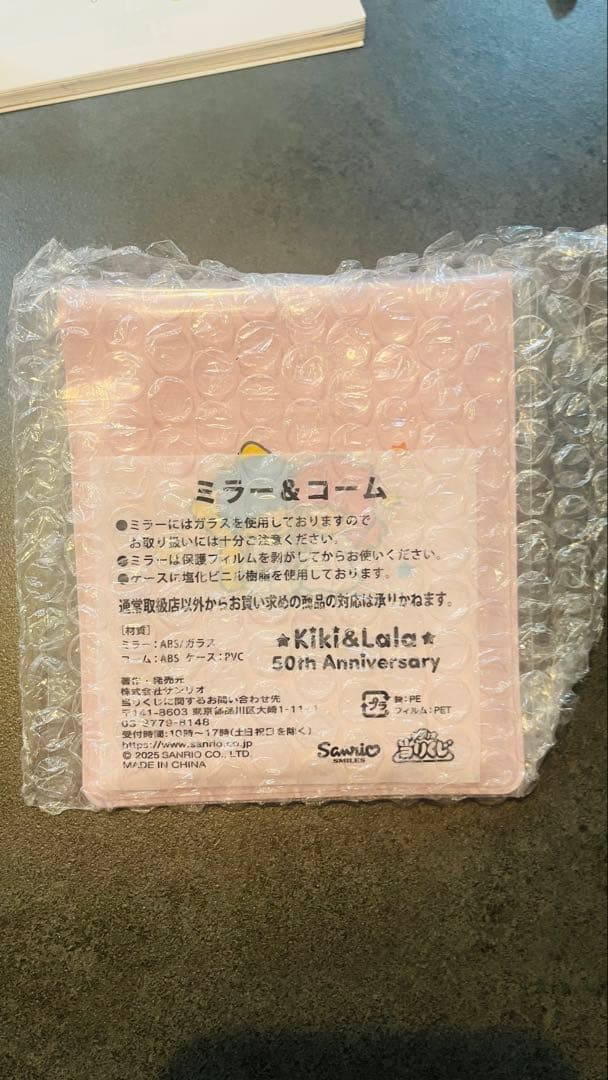 ミラー&コーム
●ミラーにはガラスを使用しておりますので
お取り扱いには十分ご注意ください。
●ミラーは保護フィルムを剥がしてからお使いください。
●ケースに塩化ビニル樹脂を使用しております。
通常取扱店以外からお買い求めの商品の対応は承りかねます。
[材質]
ミラー:ABS/ガラス
コーム:ABS ケース:PVC
★Kiki&Lala★
50th Anniversary
著作・発売元
株式会社サンリオ
当りくじに関するお問い合わせ先
〒141-8603 東京都品川区大崎1-11-1
03-3779-8148
受付時間:10時〜17時(土日祝日を除く)
https://www.sanrio.co.jp
© 2025 SANRIO CO., LTD.
MADE IN CHINA
プラ
袋:PE
フィルム:PET
Sanrio
SMILES
当りくじ